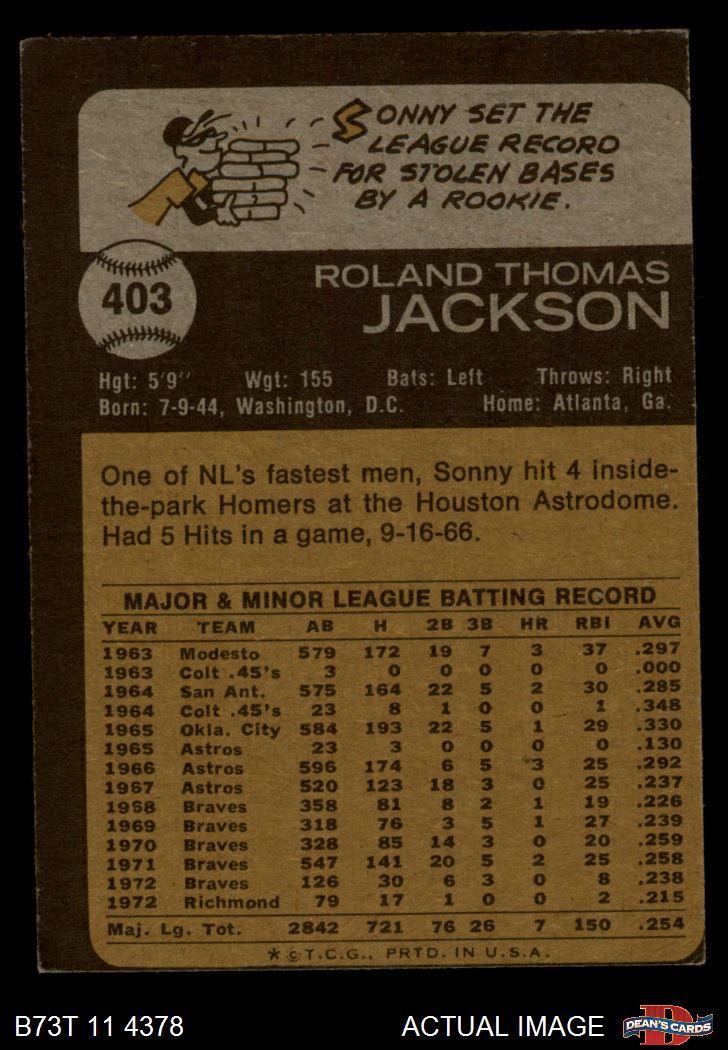 SONNY SET THE
LEAGUE RECORD
FOR STOLEN BASES
BY A ROOKIE.
403
ROLAND THOMAS
JACKSON
Hgt: 5'9" Wgt: 155 Bats: Left Throws: Right
Born: 7-9-44, Washington, D.C. Home: Atlanta, Ga.
One of NL's fastest men, Sonny hit 4 inside-
the-park Homers at the Houston Astrodome.
Had 5 Hits in a game, 9-16-66.
MAJOR & MINOR LEAGUE BATTING RECORD
YEAR TEAM AB H 2B 3B HR RBI AVG
1963 Modesto 579 172 19 7 3 37 .297
1963 Colt .45's 3 0 0 0 0 0 .000
1964 San Ant. 575 164 22 5 2 30 .285
1964 Colt .45's 23 8 1 0 0 1 .348
1965 Okla. City 584 193 22 5 1 29 .330
1965 Astros 23 3 0 0 0 0 .130
1966 Astros 596 174 6 5 3 25 .292
1967 Astros 520 123 18 3 0 25 .237
1968 Braves 358 81 8 2 1 19 .226
1969 Braves 318 76 3 5 1 27 .239
1970 Braves 328 85 14 3 0 20 .259
1971 Braves 547 141 20 5 2 25 .258
1972 Braves 126 30 6 3 0 8 .238
1972 Richmond 79 17 1 0 0 2 .215
Maj. Lg. Tot. 2842 721 76 26 7 150 .254
* © T.C.G., PRTD. IN U.S.A.
B73T 11 4378 ACTUAL IMAGE
D
DEAN'S CARDS